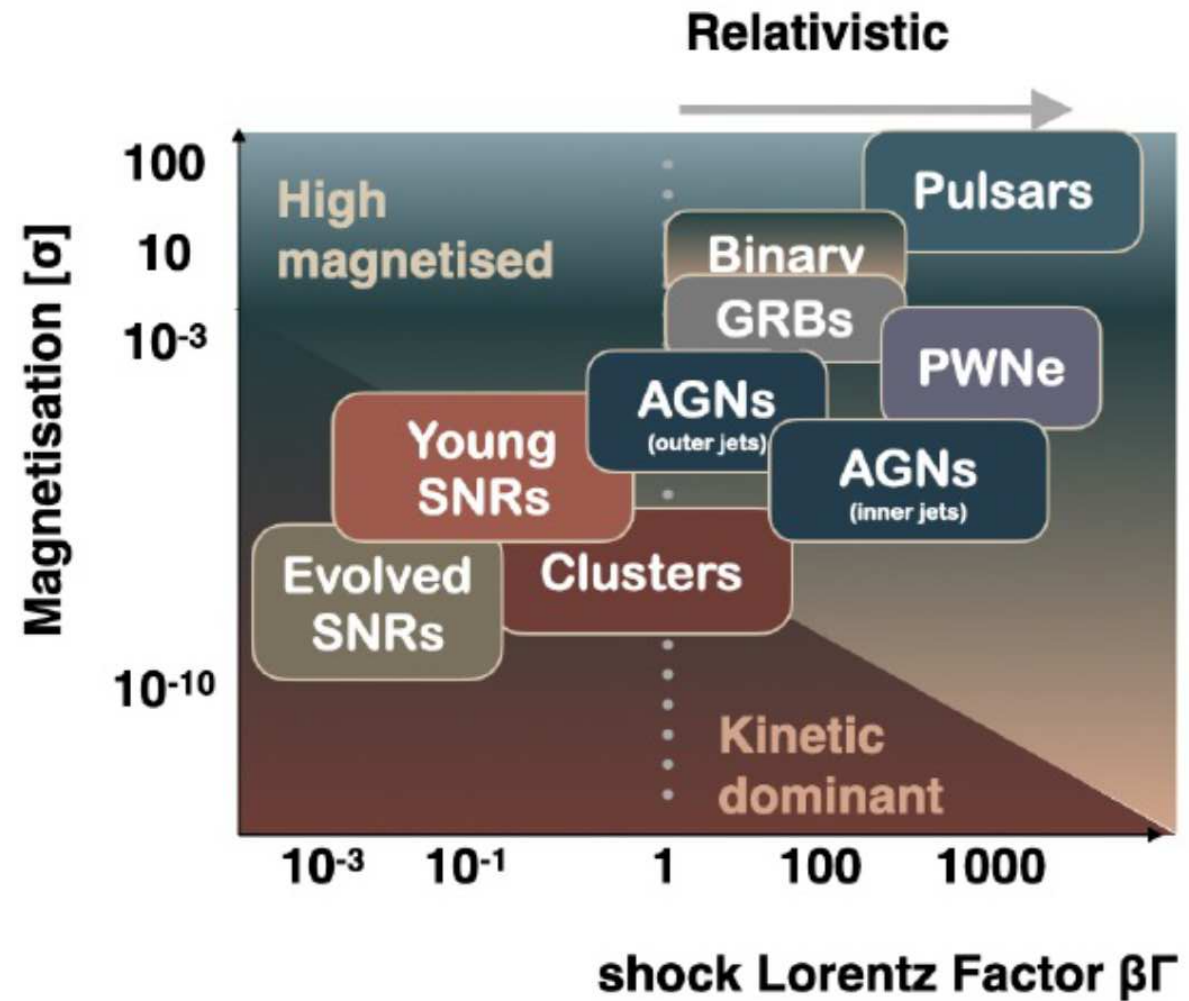 Relativistic
100
10
10-3
10-10
Magnetisation [σ]
High
magnetised
Pulsars
Binary
GRBs
PWNe
AGNs
(outer jets)
Young
SNRs
AGNs
(inner jets)
Evolved
SNRs
Clusters
Kinetic
dominant
10-3 10-1 1 100 1000
shock Lorentz Factor βΓ